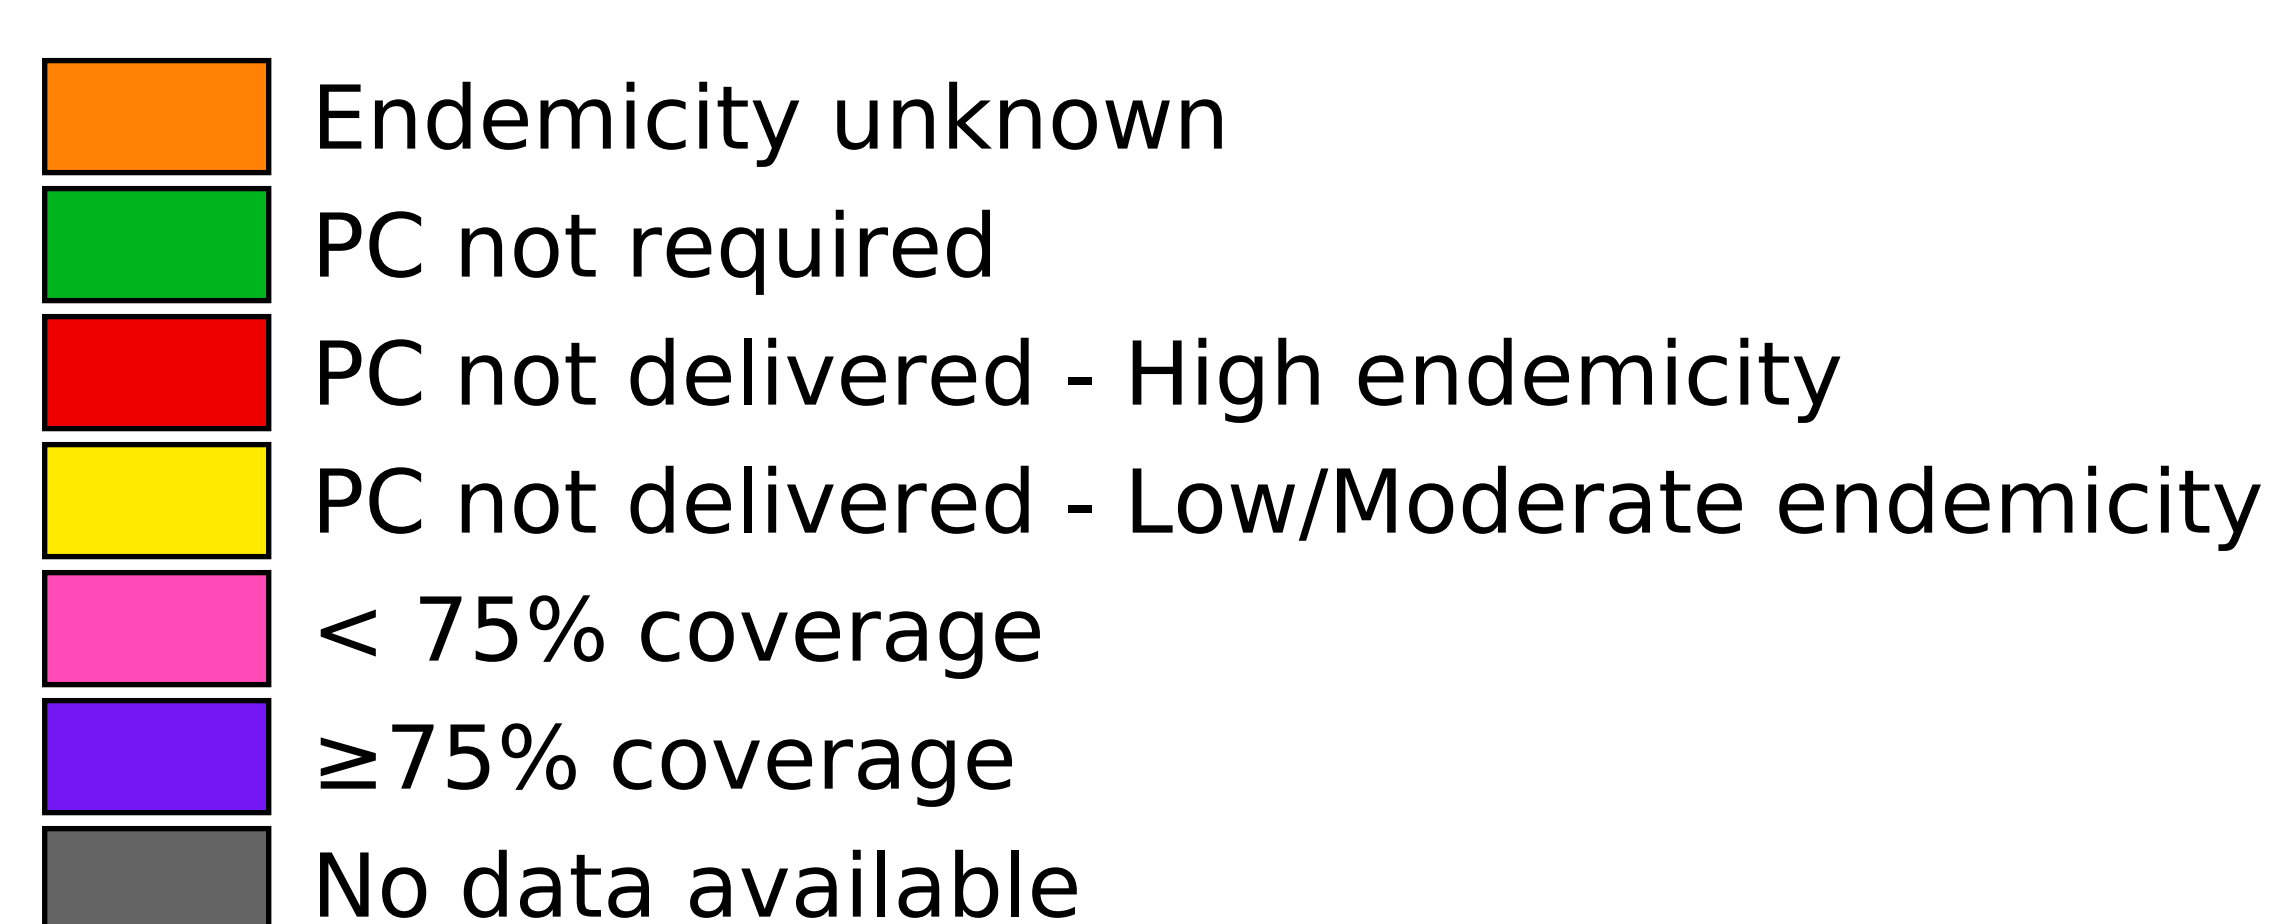 Endemicity unknown
PC not required
PC not delivered - High endemicity
PC not delivered - Low/Moderate endemicity
< 75% coverage
≥75% coverage
No data available